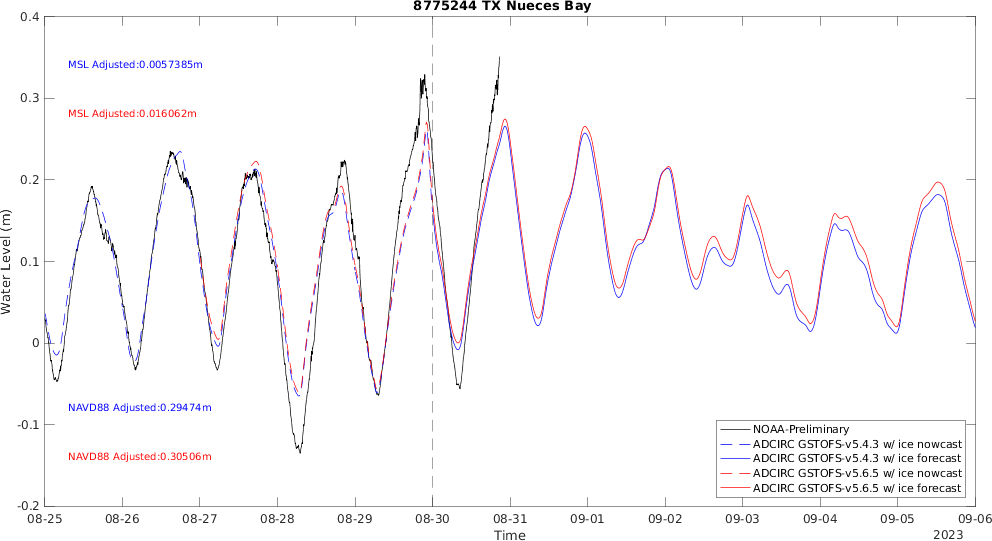 8775244 TX Nueces Bay
0.4
0.3
0.2
0.1
0
-0.1
-0.2
Water Level (m)
MSL Adjusted:0.0057385m
MSL Adjusted:0.016062m
NAVD88 Adjusted:0.29474m
NAVD88 Adjusted:0.30506m
NOAA-Preliminary
ADCIRC GSTOFS-v5.4.3 w/ ice nowcast
ADCIRC GSTOFS-v5.4.3 w/ ice forecast
ADCIRC GSTOFS-v5.6.5 w/ ice nowcast
ADCIRC GSTOFS-v5.6.5 w/ ice forecast
08-25 08-26 08-27 08-28 08-29 08-30 08-31 09-01 09-02 09-03 09-04 09-05 09-06
Time
2023